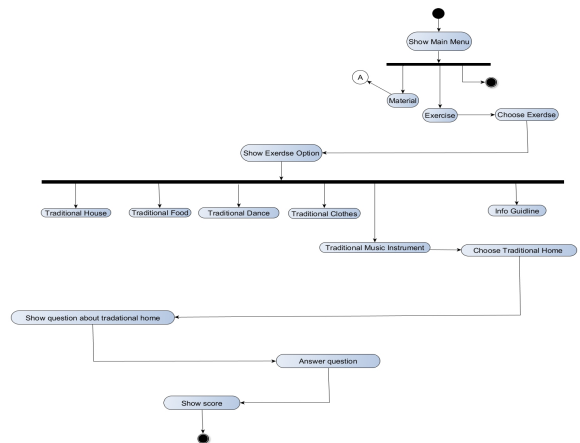 Show Main Menu
A
Material
Exercise
Choose Exerdse
Show Exerdse Option
Traditional House
Traditional Food
Traditional Dance
Traditional Clothes
Info Guidline
Traditional Music Instrument
Choose Traditional Home
Show question about tradational home
Answer question
Show score